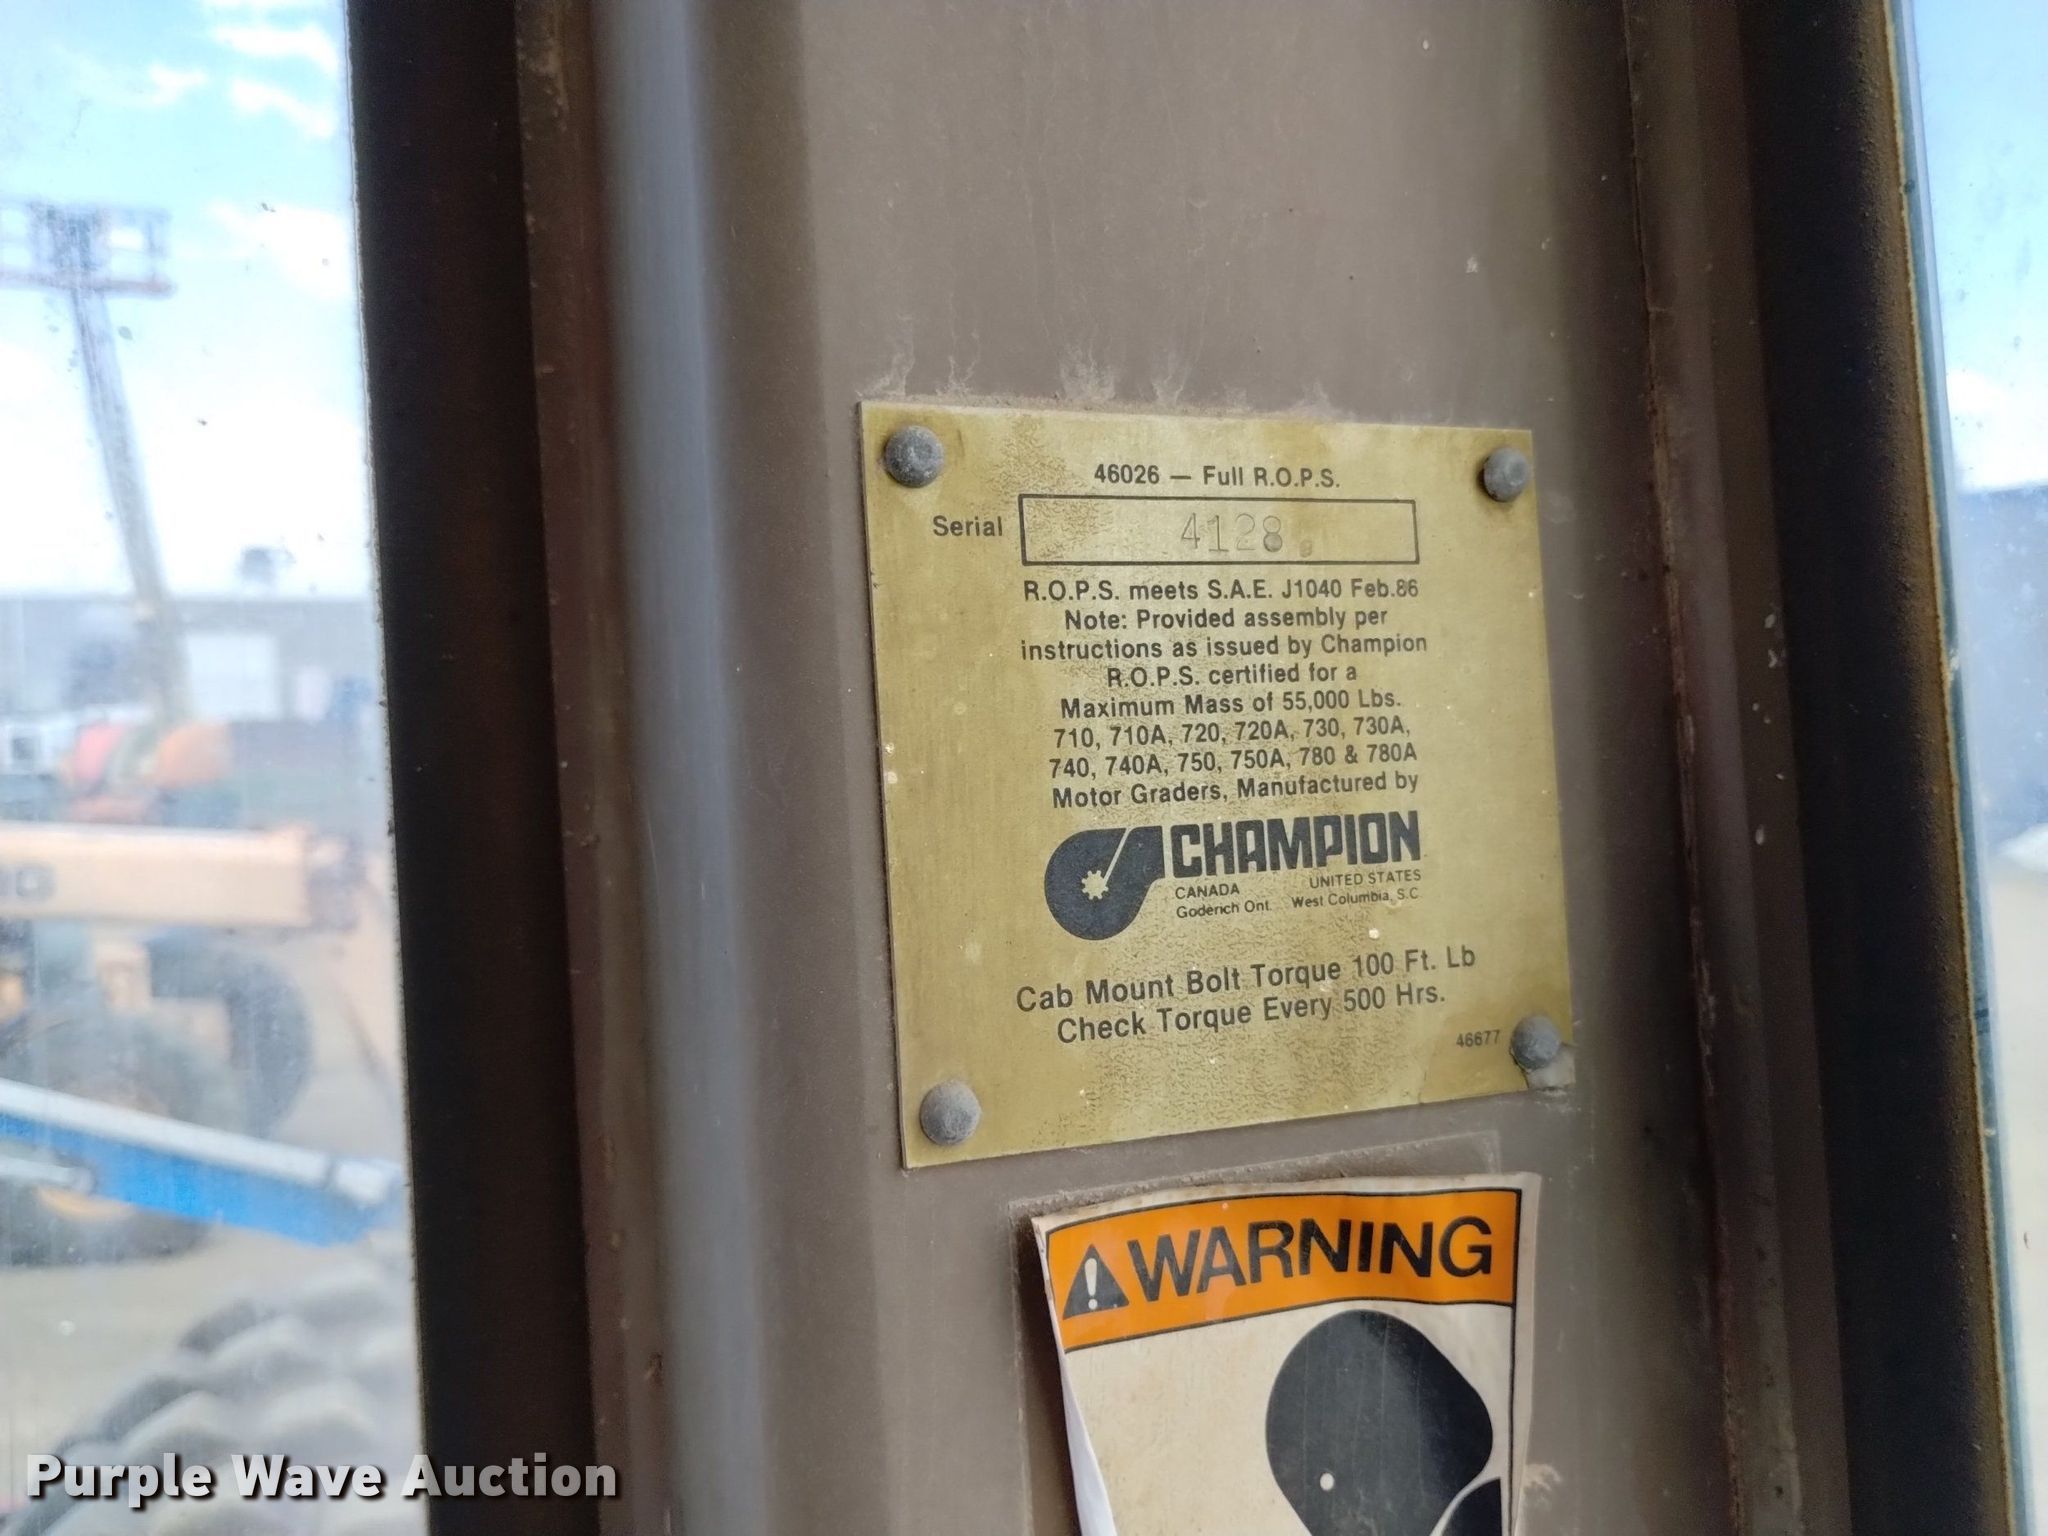 46026 — Full R.O.P.S.
Serial 4128
R.O.P.S. meets S.A.E. J1040 Feb.86
Note: Provided assembly per
instructions as issued by Champion
R.O.P.S. certified for a
Maximum Mass of 55,000 Lbs.
710, 710A, 720, 720A, 730, 730A,
740, 740A, 750, 750A, 780 & 780A
Motor Graders, Manufactured by
CHAMPION
CANADA UNITED STATES
Goderich Ont. West Columbia, S.C
Cab Mount Bolt Torque 100 Ft. Lb
Check Torque Every 500 Hrs.
46677
WARNING
Purple Wave Auction